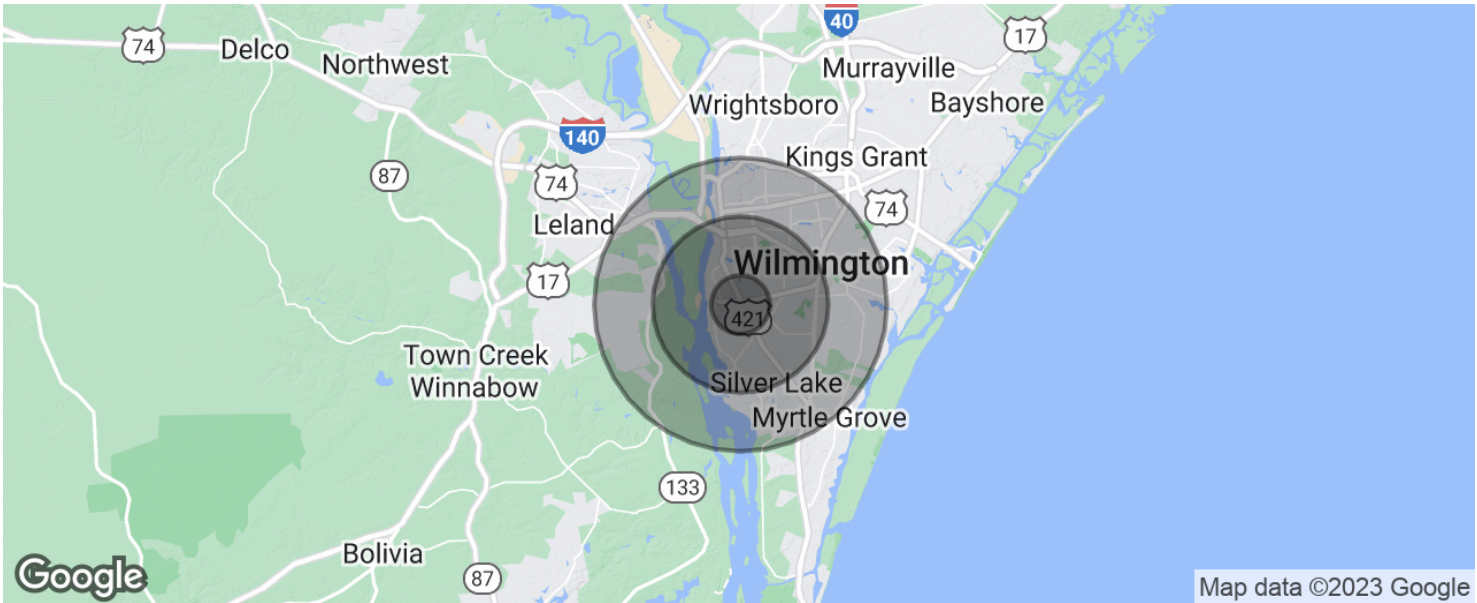 40
17
74
Delco
Northwest
Murrayville
Wrightsboro
Bayshore
140
Kings Grant
87
74
74
Leland
Wilmington
17
421
Town Creek
Winnabow
Silver Lake
Myrtle Grove
133
Bolivia
87
Google
Map data ©2023 Google